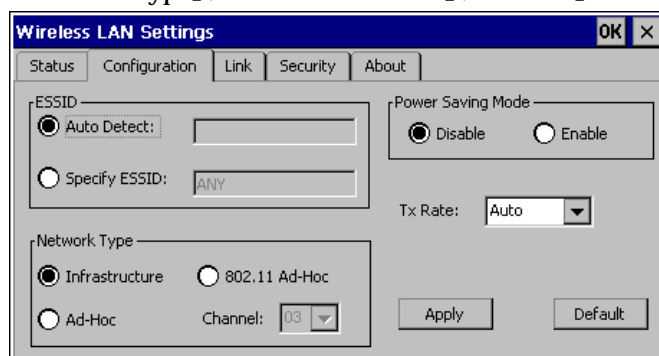 Wireless LAN Settings OK ×
Status Configuration Link Security About
ESSID
Auto Detect:
Specify ESSID: ANY
Power Saving Mode
Disable Enable
Tx Rate: Auto
Network Type
Infrastructure 802.11 Ad-Hoc
Ad-Hoc Channel: 03
Apply Default